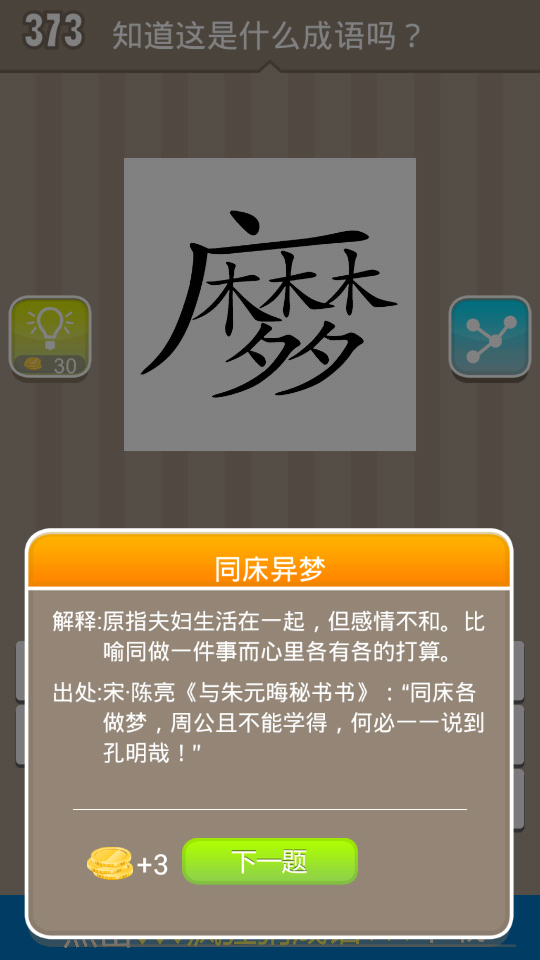 373 知道这是什么成语吗？
30
同床异梦
解释:原指夫妇生活在一起，但感情不和。比
喻同做一件事而心里各有各的打算。
出处:宋·陈亮《与朱元晦秘书书》：“同床各
做梦，周公且不能学得，何必一一说到
孔明哉！”
+3 下一题